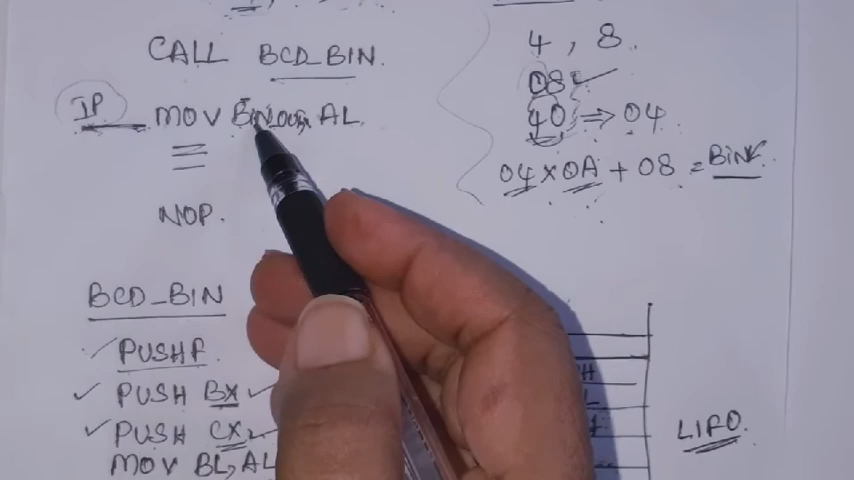 CALL BCD_BIN.
IP MOV , AL
NOP.
BCD_BIN
PUSHF
PUSH BX
PUSH CX
MOV BL, AL
4 , 8.
08
40 ⇒ 04
04 × 0A + 08 =
LIFO.